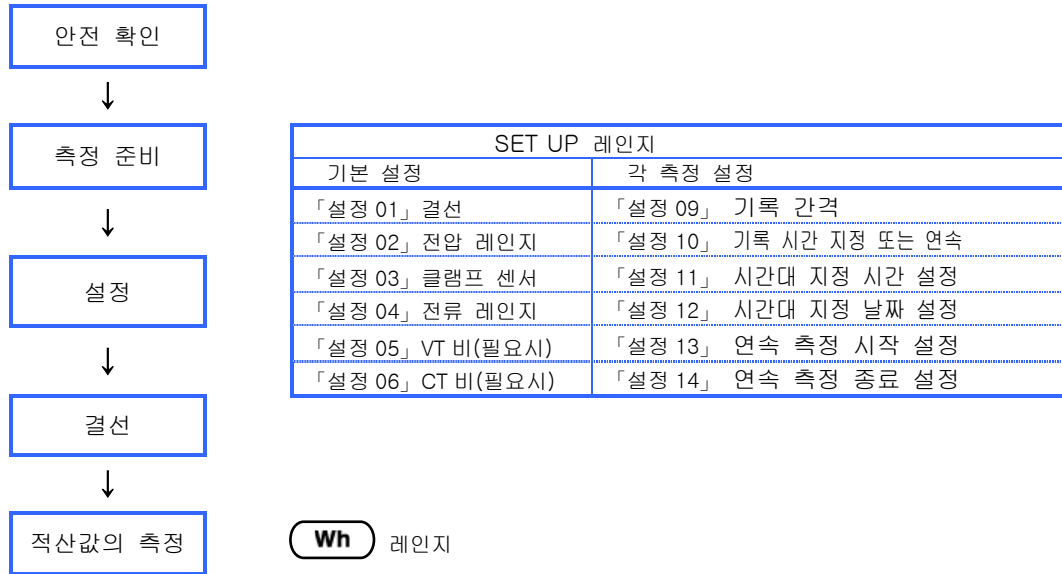 안전 확인
↓
측정 준비
↓
설정
↓
결선
↓
적산값의 측정
SET UP 레인지
기본 설정 각 측정 설정
「설정 01」결선 「설정 09」 기록 간격
「설정 02」전압 레인지 「설정 10」 기록 시간 지정 또는 연속
「설정 03」클램프 센서 「설정 11」 시간대 지정 시간 설정
「설정 04」전류 레인지 「설정 12」 시간대 지정 날짜 설정
「설정 05」VT 비(필요시) 「설정 13」 연속 측정 시작 설정
「설정 06」CT 비(필요시) 「설정 14」 연속 측정 종료 설정
Wh 레인지